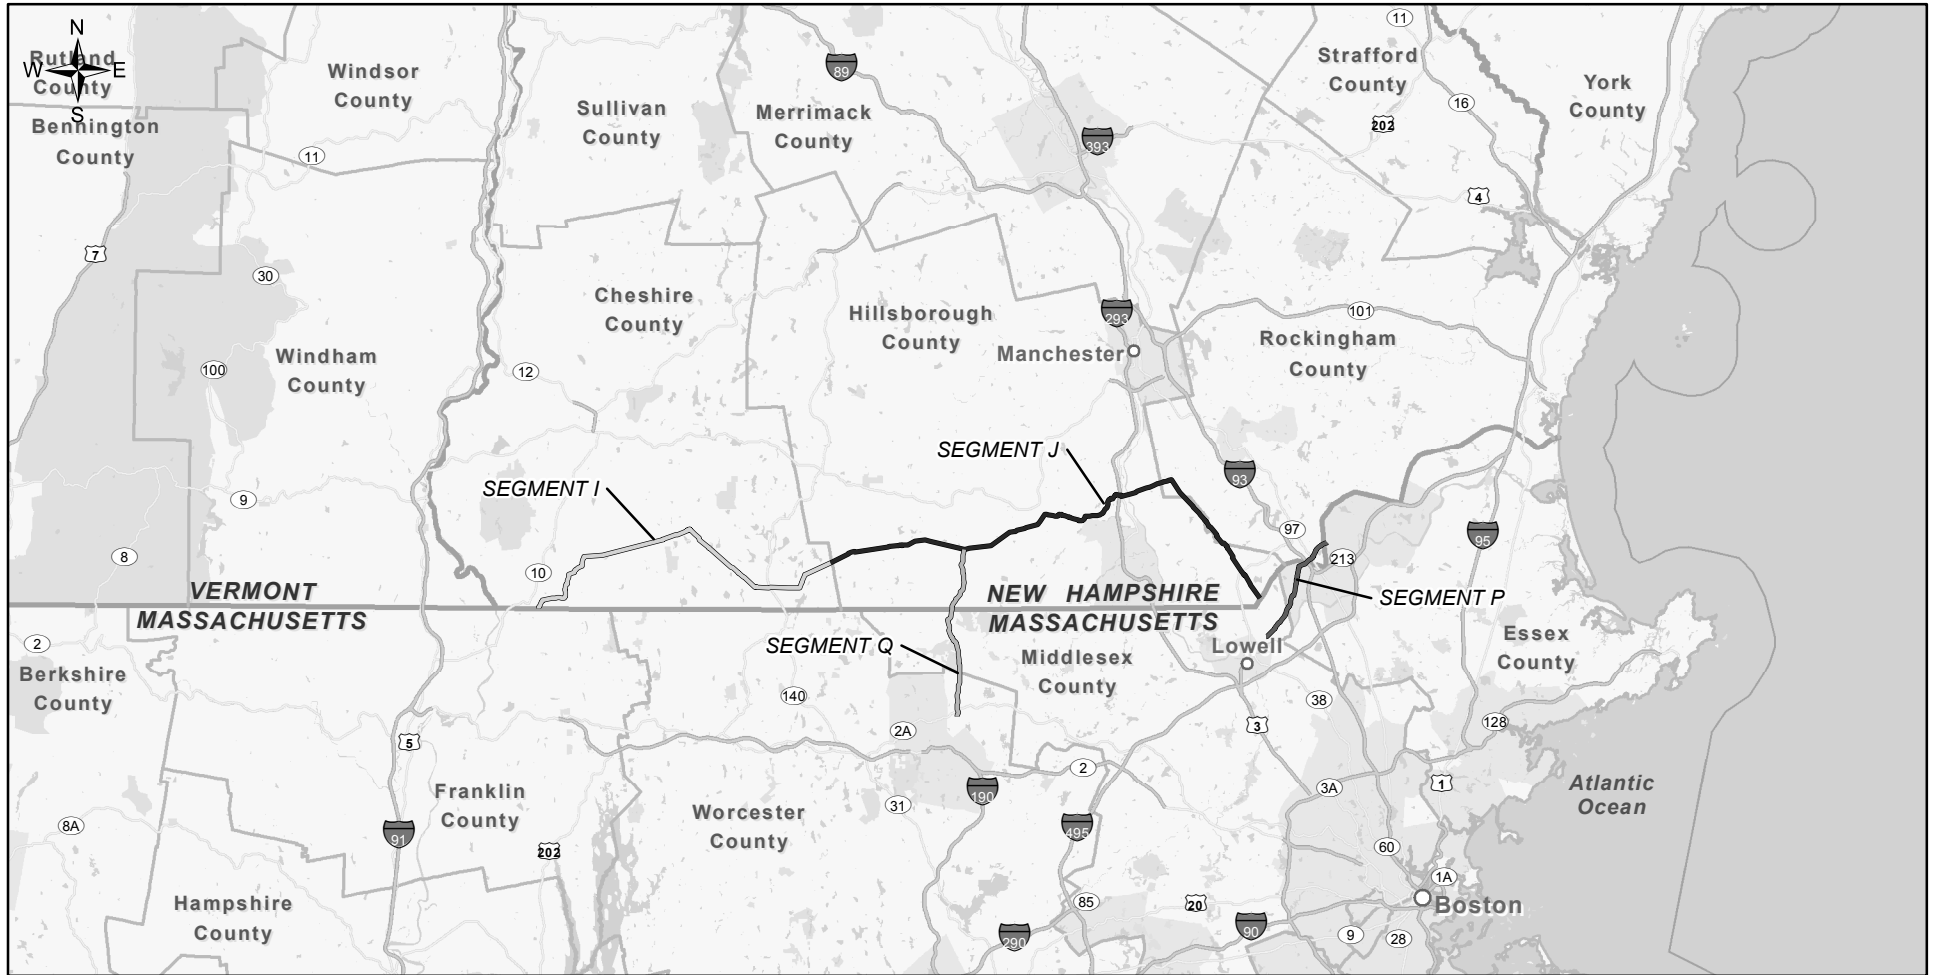 N
W
E
S
Rutland
County
Bennington
County
Windsor
County
Sullivan
County
Merrimack
County
Strafford
County
York
County
11
89
16
202
393
11
4
7
30
Cheshire
County
Hillsborough
County
293
Manchester
101
Rockingham
County
Windham
County
100
12
SEGMENT J
SEGMENT I
93
9
97
95
8
10
213
VERMONT
MASSACHUSETTS
NEW HAMPSHIRE
MASSACHUSETTS
SEGMENT P
2
Berkshire
County
SEGMENT Q
Middlesex
County
Lowell
Essex
County
140
38
2A
3
128
5
2
3A
1
Atlantic
Ocean
Franklin
County
190
31
Worcester
County
8A
91
495
202
60
1A
85
20
Boston
Hampshire
County
290
90
9
28